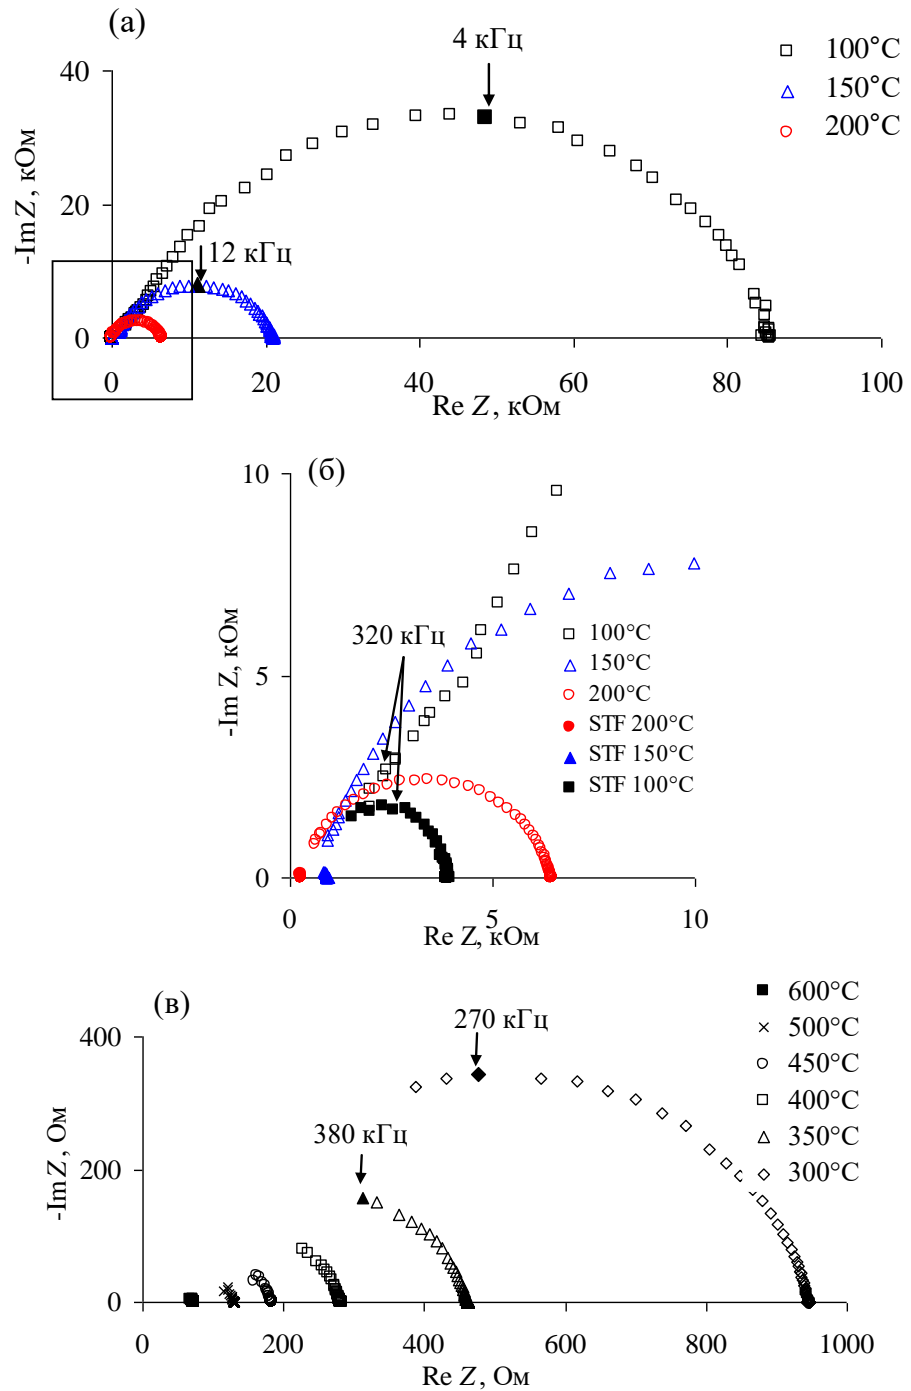 (а)
4 кГц
100°C
150°C
200°C
40
20
0
-ImZ, кОм
12 кГц
0
20
40
60
80
100
Re Z, кОм
(б)
10
5
0
-Im Z, кОм
320 кГц
100°C
150°C
200°C
STF 200°C
STF 150°C
STF 100°C
0
5
10
Re Z, кОм
(в)
270 кГц
600°C
500°C
450°C
400°C
350°C
300°C
400
200
0
-ImZ, Ом
380 кГц
0
200
400
600
800
1000
Re Z, Ом